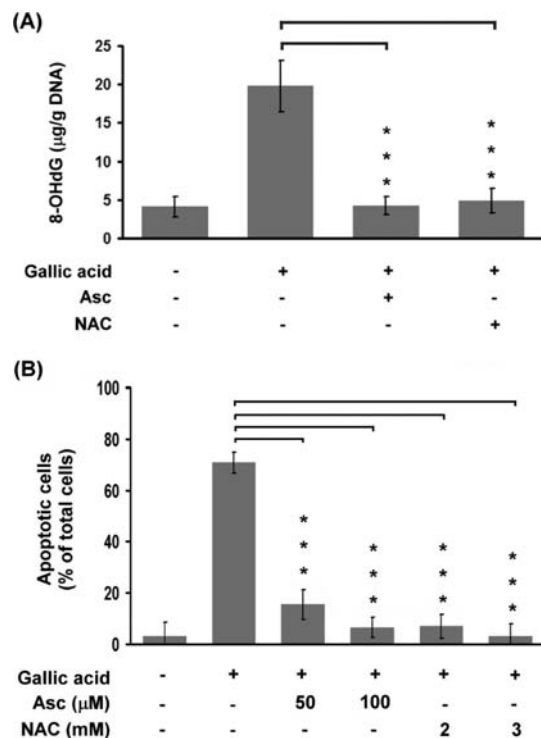 (A)
8-OHdG (μg/g DNA)
25
20
15
10
5
0
* * *
* * *
Gallic acid - + + +
Asc - - + -
NAC - - - +
(B)
Apoptotic cells
(% of total cells)
100
80
60
40
20
0
* * *
* * *
* * *
* * *
Gallic acid - + + + + +
Asc (μM) - - 50 100 - -
NAC (mM) - - - - 2 3